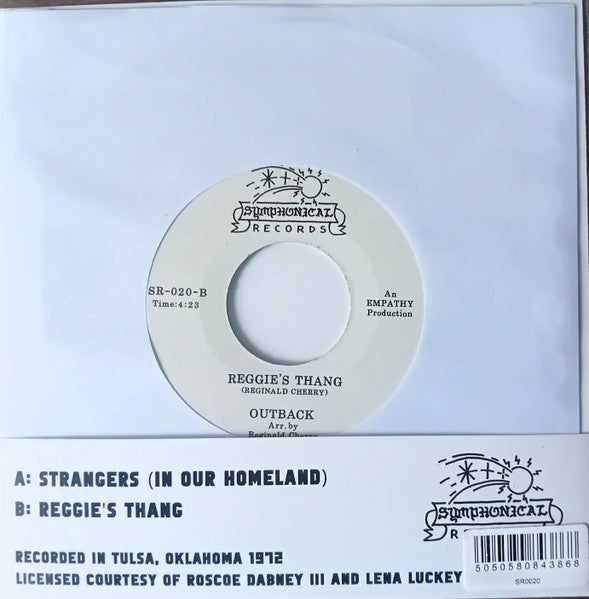 SYMPHONICAL
RECORDS
SR-020-B
Time:4:23
An
EMPATHY
Production
REGGIE'S THANG
(REGINALD CHERRY)
OUTBACK
Arr.by
Reginald Cherry
A: STRANGERS (IN OUR HOMELAND)
B: REGGIE'S THANG
SYMPHONICAL
RECORDED IN TULSA, OKLAHOMA 1972
LICENSED COURTESY OF ROSCOE DABNEY III AND LENA LUCKEY
5050580843868
SR0020